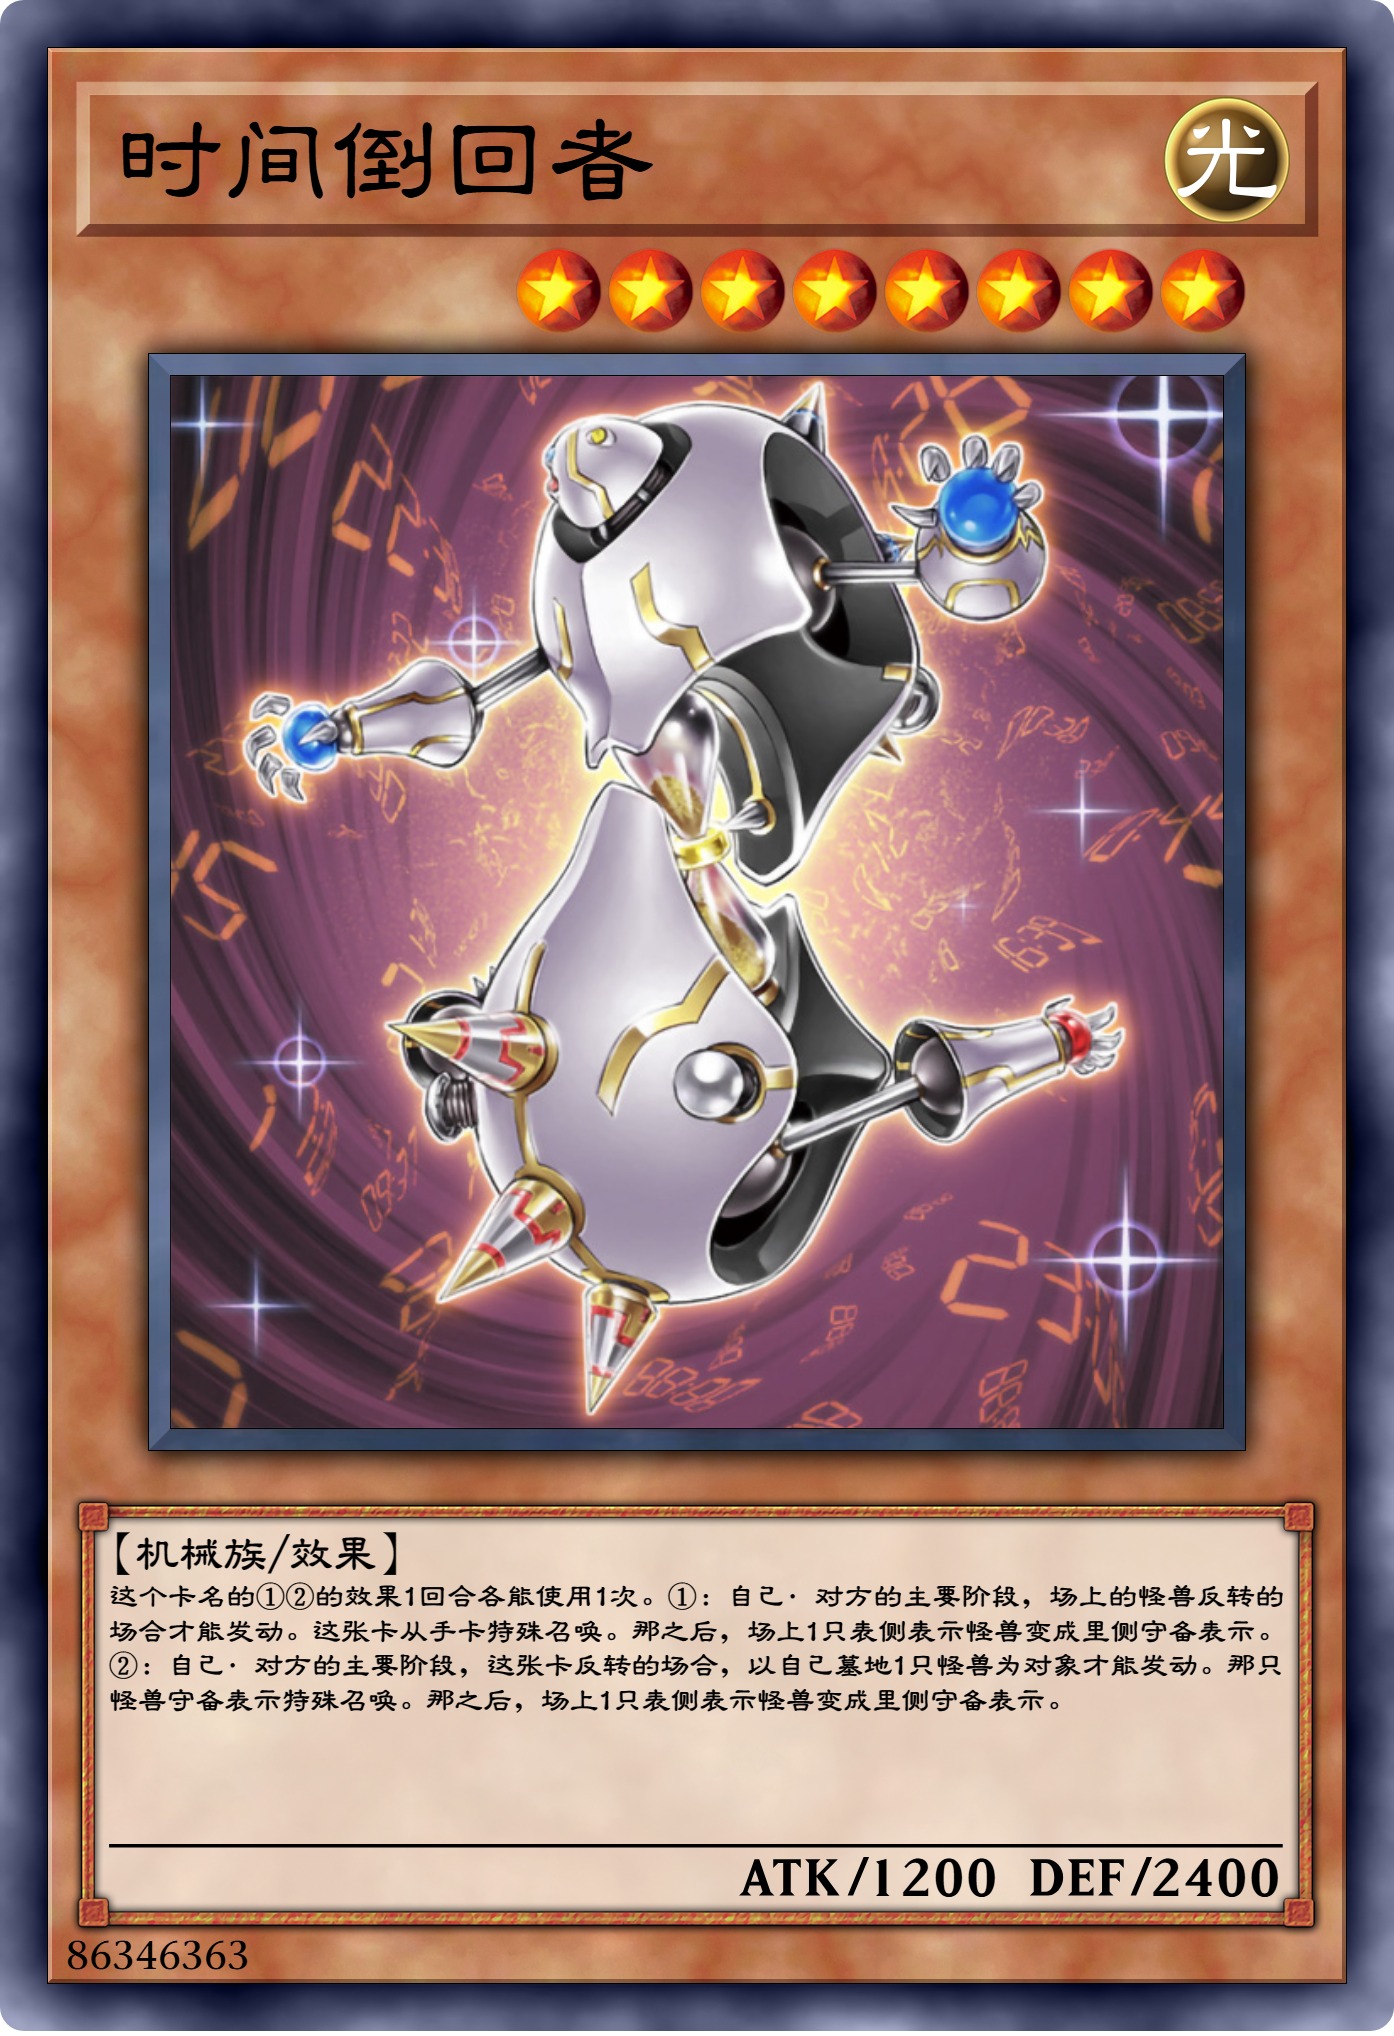 时间倒回者
光
【机械族/效果】
这个卡名的①②的效果1回合各能使用1次。①：自己·对方的主要阶段，场上的怪兽反转的
场合才能发动。这张卡从手卡特殊召唤。那之后，场上1只表侧表示怪兽变成里侧守备表示。
②：自己·对方的主要阶段，这张卡反转的场合，以自己墓地1只怪兽为对象才能发动。那只
怪兽守备表示特殊召唤。那之后，场上1只表侧表示怪兽变成里侧守备表示。
ATK/1200 DEF/2400
86346363